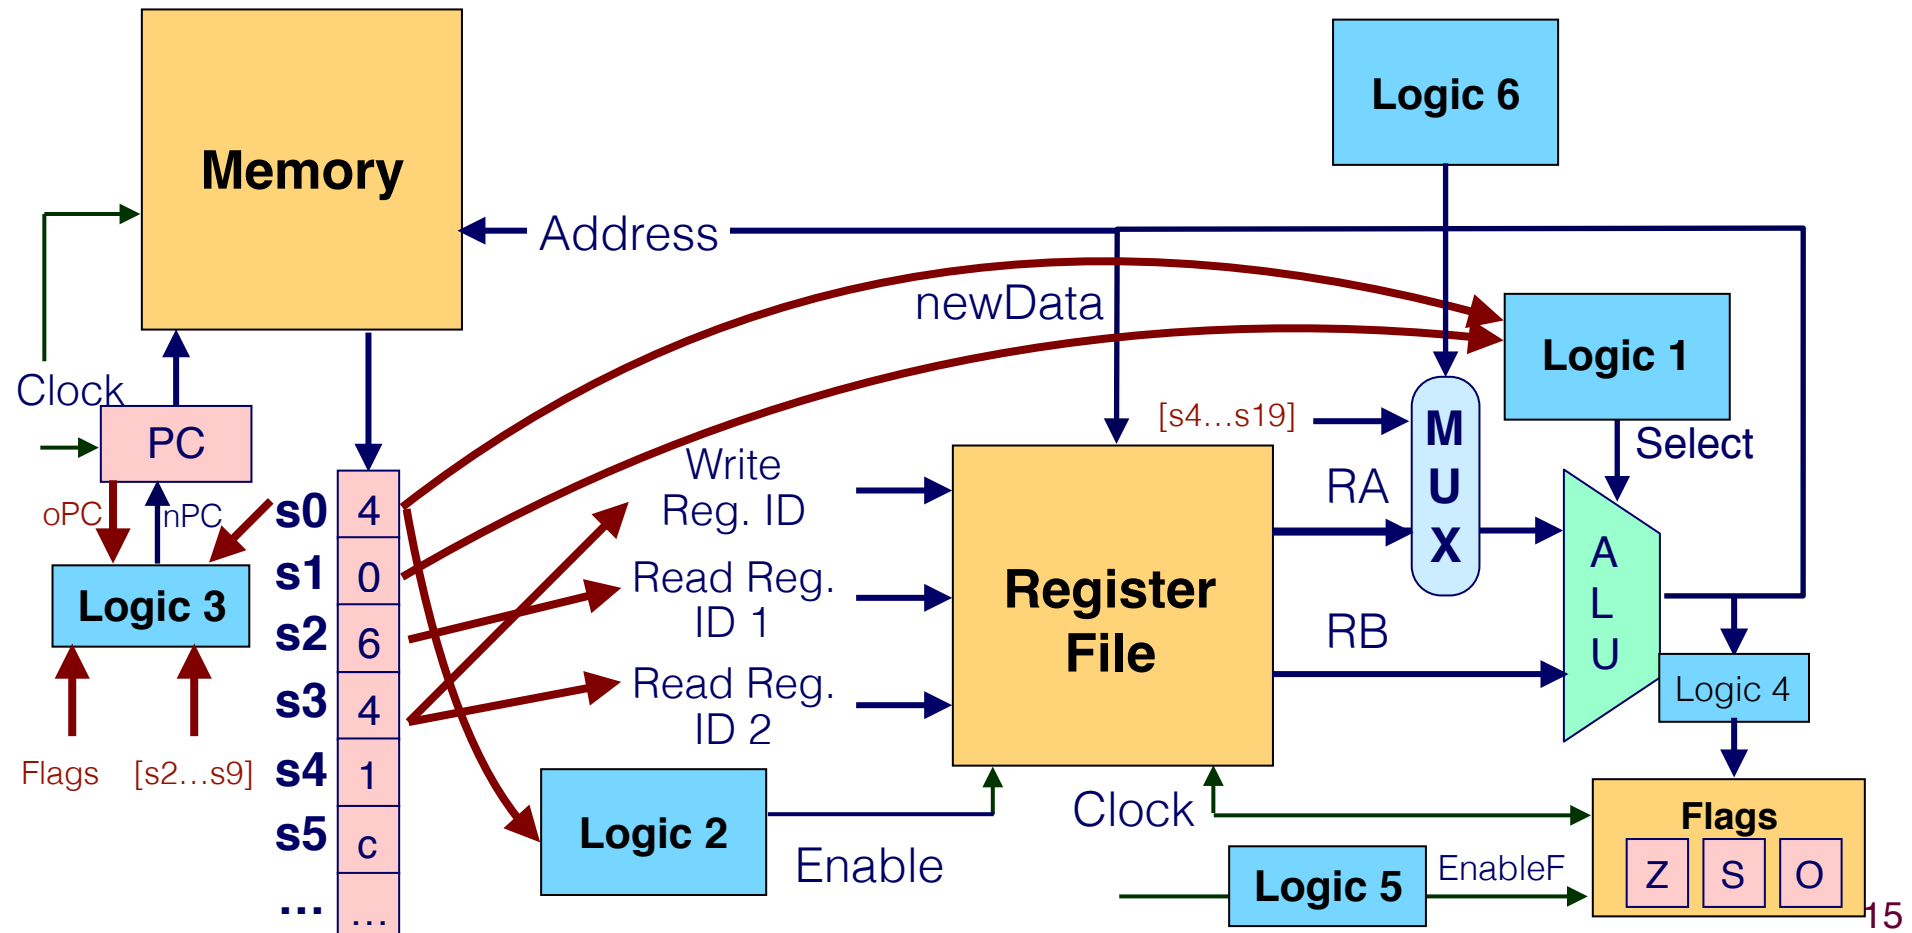 Memory
Logic 6
Address
newData
Logic 1
Clock
PC
[s4...s19]
M
U
X
Select
Write
Reg. ID
RA
oPC
nPC
s0 4
s1 0
Logic 3
Read Reg.
ID 1
Register
File
A
L
U
s2 6
RB
s3 4
Read Reg.
ID 2
Logic 4
Flags
[s2...s9]
s4 1
s5 c
... ...
Logic 2
Enable
Clock
Flags
Z S O
Logic 5
EnableF
15